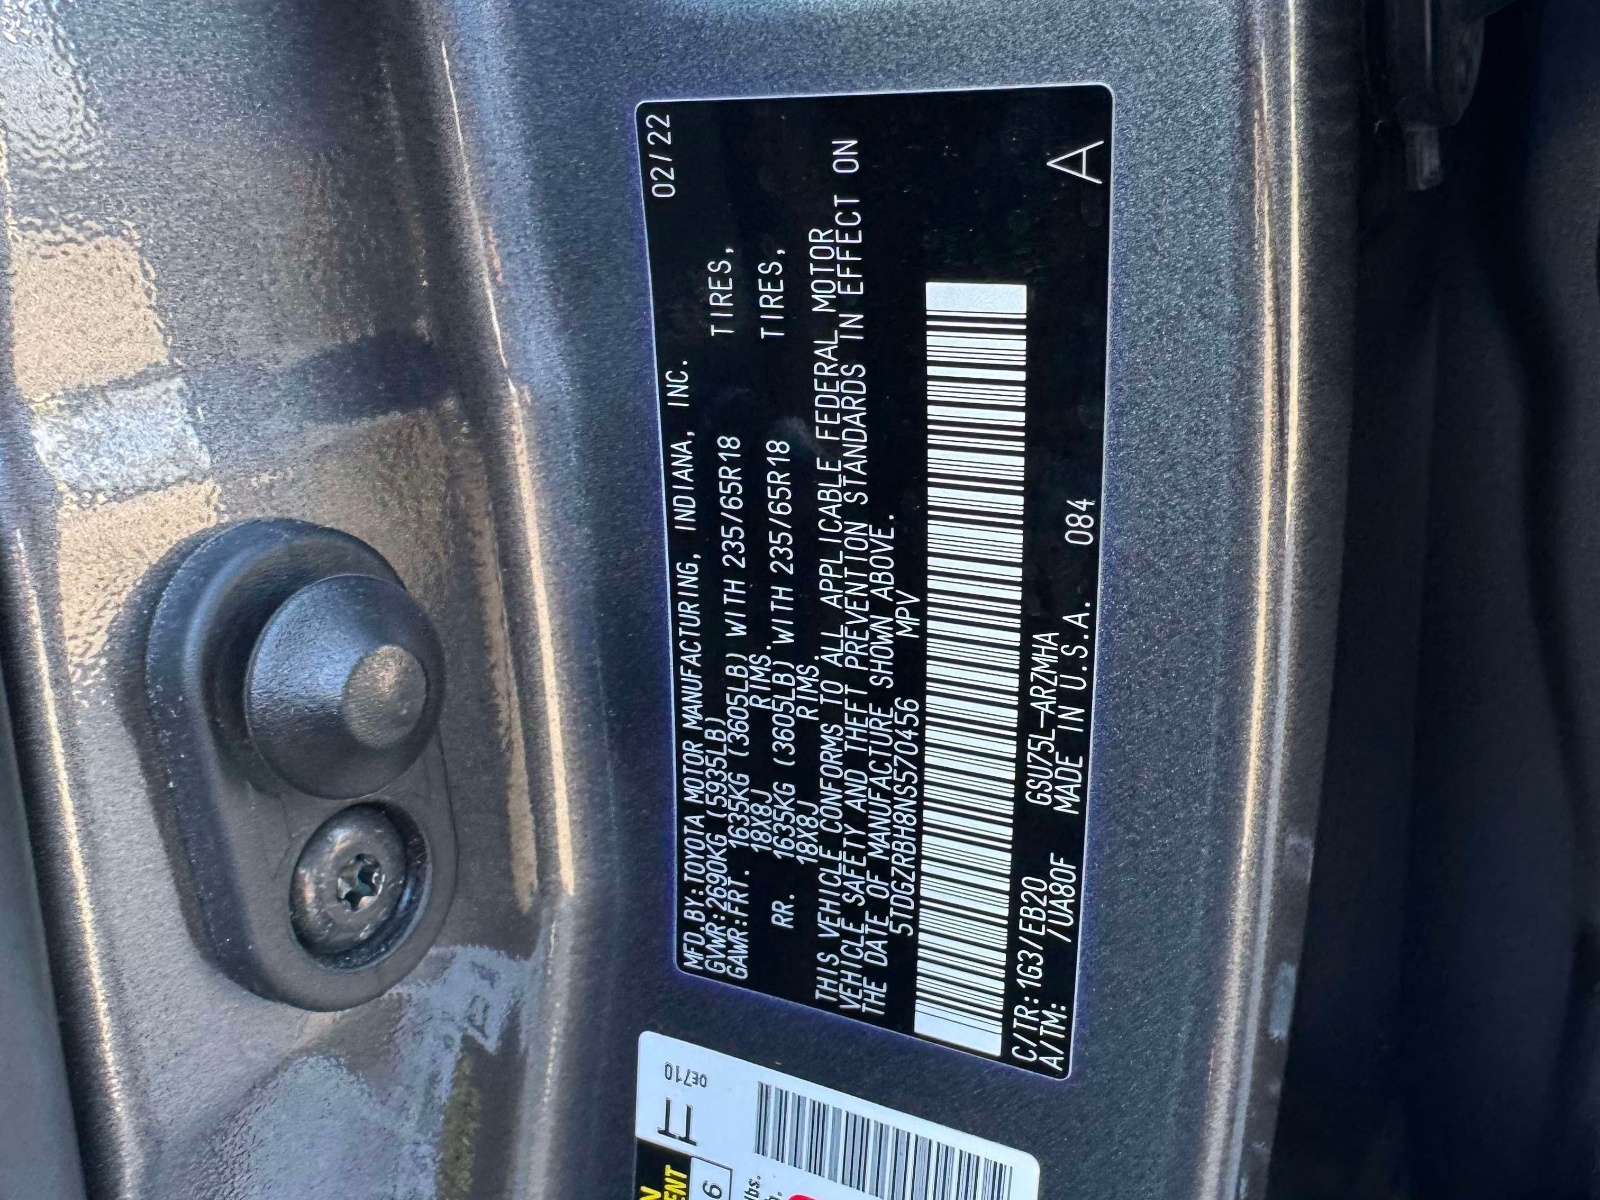 MFD.BY:TOYOTA MOTOR MANUFACTURING, INDIANA, INC. 02/22
GVWR:2690KG (5935LB)
GAWR:FRT. 1635KG (3605LB) WITH 235/65R18 TIRES,
18X8J RIMS.
RR. 1635KG (3605LB) WITH 235/65R18 TIRES,
18X8J RIMS.
THIS VEHICLE CONFORMS TO ALL APPLICABLE FEDERAL MOTOR
VEHICLE SAFETY AND THEFT PREVENTION STANDARDS IN EFFECT ON
THE DATE OF MANUFACTURE SHOWN ABOVE.
5TDGZRBH8NS570456 MPV
C/TR:1G3/EB20 GSU75L-ARZMHA
A/TM: /UA80F MADE IN U.S.A. 084 A
0E710
TT
6
lbs.